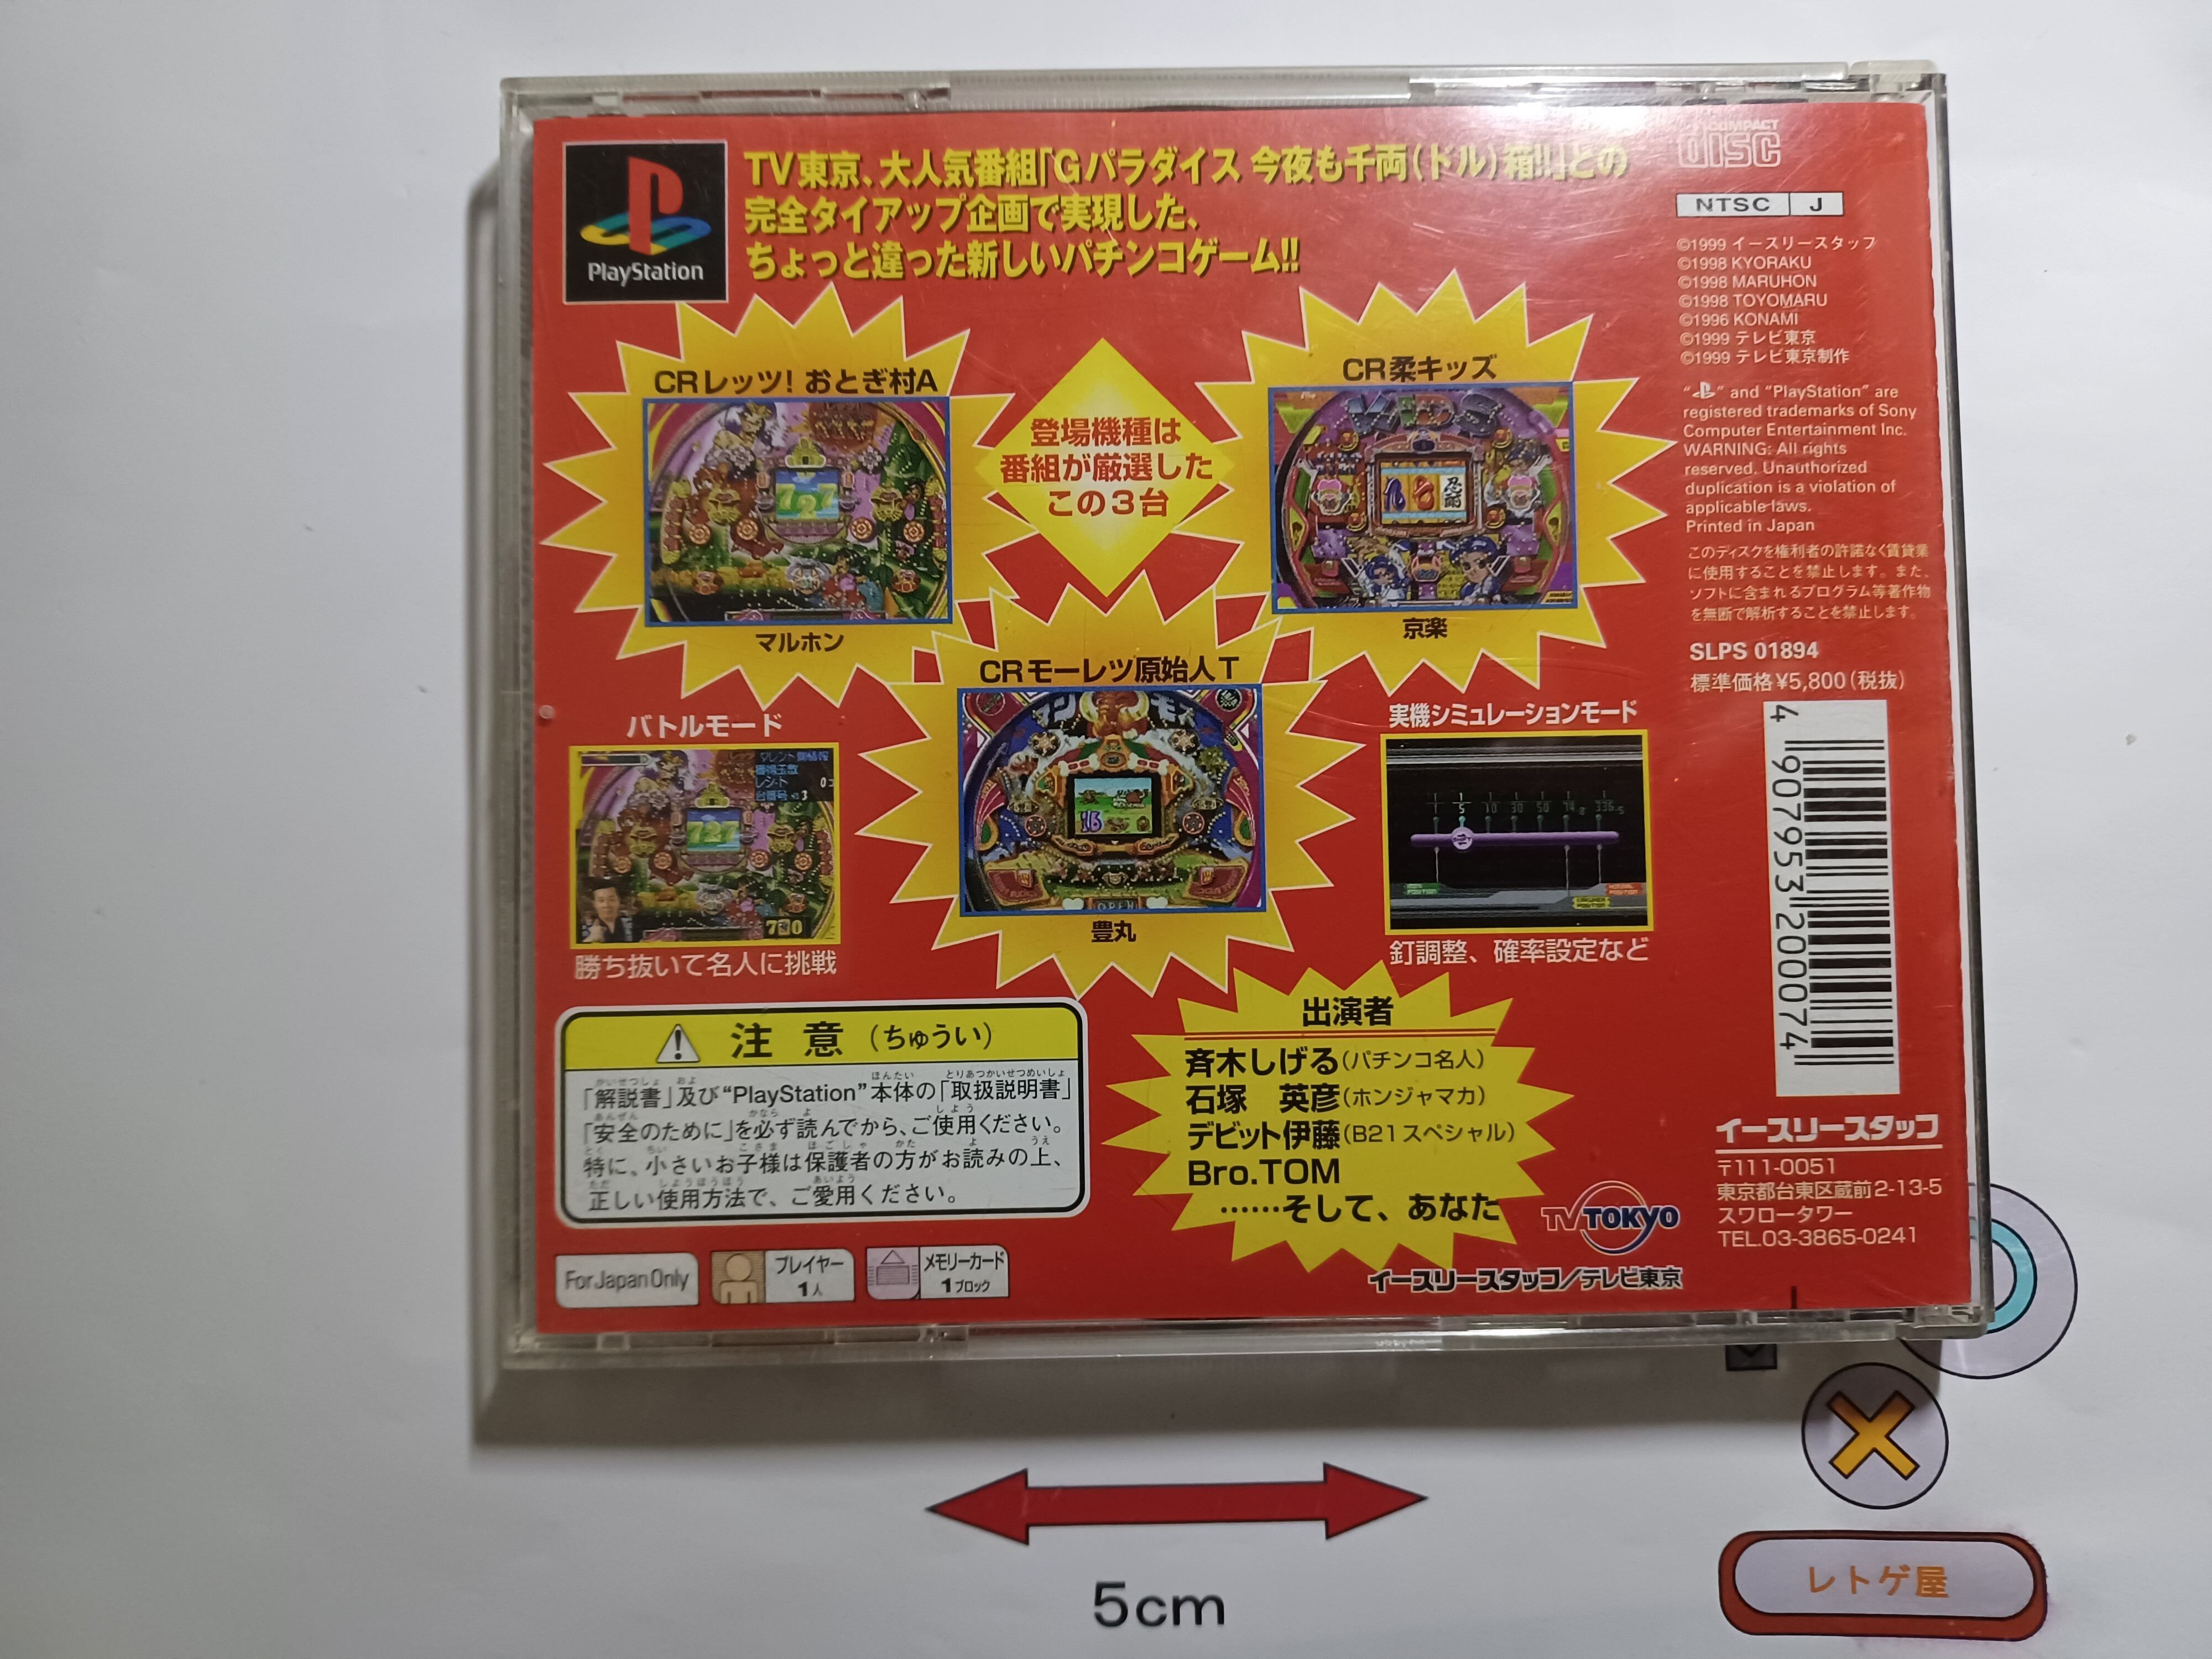 PlayStation
TV東京、大人気番組「Gパラダイス 今夜も千両(ドル)箱!!」との
完全タイアップ企画で実現した、
ちょっと違った新しいパチンコゲーム!!
COMPACT
disc
NTSC J
©1999 イースリースタッフ
©1998 KYORAKU
©1998 MARUHON
©1998 TOYOMARU
©1996 KONAMI
©1999 テレビ東京
©1999 テレビ東京制作
" " and "PlayStation" are
registered trademarks of Sony
Computer Entertainment Inc.
WARNING: All rights
reserved. Unauthorized
duplication is a violation of
applicable laws.
Printed in Japan
このディスクを権利者の許諾なく賃貸業
に使用することを禁止します。また、
ソフトに含まれるプログラム等著作物
を無断で解析することを禁止します。
SLPS 01894
標準価格¥5,800(税抜)
4 907953 200074
CRレッツ! おとぎ村A
727
マルホン
登場機種は
番組が厳選した
この3台
CR柔キッズ
KIDS
忍耐
京楽
CRモーレツ原始人T
OPEN
豊丸
バトルモード
獲得玉数
レシート
台番号
727
700
勝ち抜いて名人に挑戦
実機シミュレーションモード
釘調整、確率設定など
注意(ちゅうい)
「解説書」及び"PlayStation"本体の「取扱説明書」
「安全のために」を必ず読んでから、ご使用ください。
特に、小さいお子様は保護者の方がお読みの上、
正しい使用方法で、ご愛用ください。
出演者
斉木しげる(パチンコ名人)
石塚 英彦(ホンジャマカ)
デビット伊藤(B21スペシャル)
Bro.TOM
……そして、あなた
TV TOKYO
イースリースタッフ/テレビ東京
イースリースタッフ
〒111-0051
東京都台東区蔵前2-13-5
スワロータワー
TEL.03-3865-0241
For Japan Only
プレイヤー
1人
メモリーカード
1ブロック
5cm
レトゲ屋